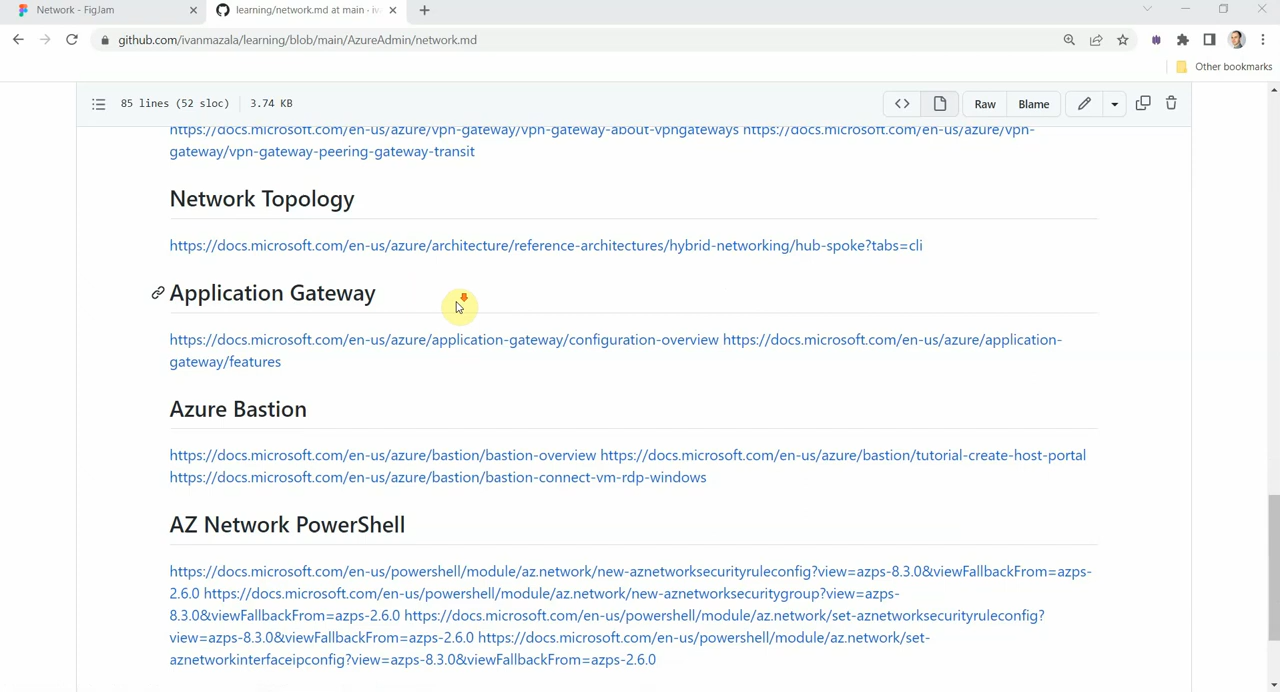 Network - FigJam
learning/network.md at main · iv
github.com/ivanmazala/learning/blob/main/AzureAdmin/network.md
Other bookmarks
85 lines (52 sloc) 3.74 KB
Raw Blame
https://docs.microsoft.com/en-us/azure/vpn-gateway/vpn-gateway-about-vpngateways https://docs.microsoft.com/en-us/azure/vpn-
gateway/vpn-gateway-peering-gateway-transit
Network Topology
https://docs.microsoft.com/en-us/azure/architecture/reference-architectures/hybrid-networking/hub-spoke?tabs=cli
Application Gateway
https://docs.microsoft.com/en-us/azure/application-gateway/configuration-overview https://docs.microsoft.com/en-us/azure/application-
gateway/features
Azure Bastion
https://docs.microsoft.com/en-us/azure/bastion/bastion-overview https://docs.microsoft.com/en-us/azure/bastion/tutorial-create-host-portal
https://docs.microsoft.com/en-us/azure/bastion/bastion-connect-vm-rdp-windows
AZ Network PowerShell
https://docs.microsoft.com/en-us/powershell/module/az.network/new-aznetworksecurityruleconfig?view=azps-8.3.0&viewFallbackFrom=azps-
2.6.0 https://docs.microsoft.com/en-us/powershell/module/az.network/new-aznetworksecuritygroup?view=azps-
8.3.0&viewFallbackFrom=azps-2.6.0 https://docs.microsoft.com/en-us/powershell/module/az.network/set-aznetworksecurityruleconfig?
view=azps-8.3.0&viewFallbackFrom=azps-2.6.0 https://docs.microsoft.com/en-us/powershell/module/az.network/set-
aznetworkinterfaceipconfig?view=azps-8.3.0&viewFallbackFrom=azps-2.6.0